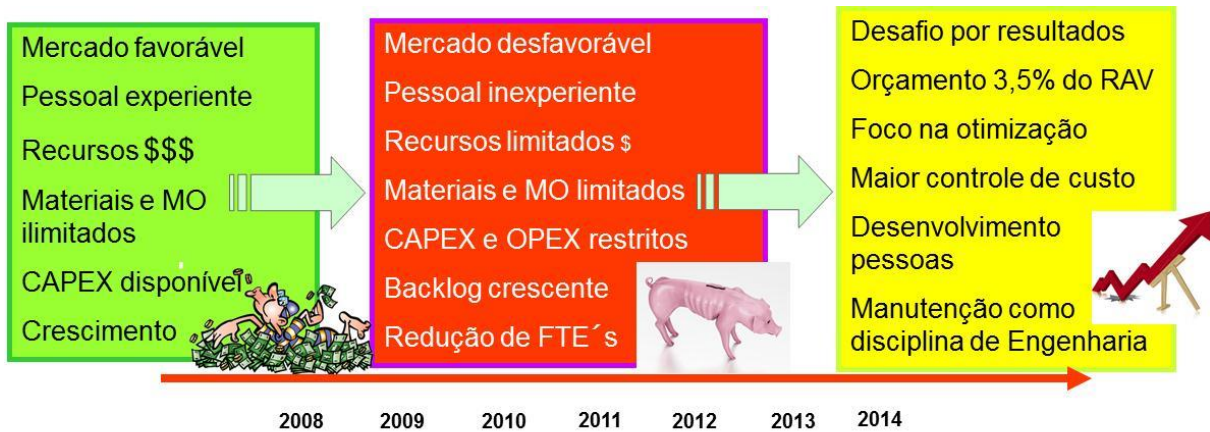 Mercado favorável
Pessoal experiente
Recursos $$$
Materiais e MO
ilimitados
CAPEX disponível
Crescimento
Mercado desfavorável
Pessoal inexperiente
Recursos limitados $
Materiais e MO limitados
CAPEX e OPEX restritos
Backlog crescente
Redução de FTE´s
Desafio por resultados
Orçamento 3,5% do RAV
Foco na otimização
Maior controle de custo
Desenvolvimento
pessoas
Manutenção como
disciplina de Engenharia
2008 2009 2010 2011 2012 2013 2014